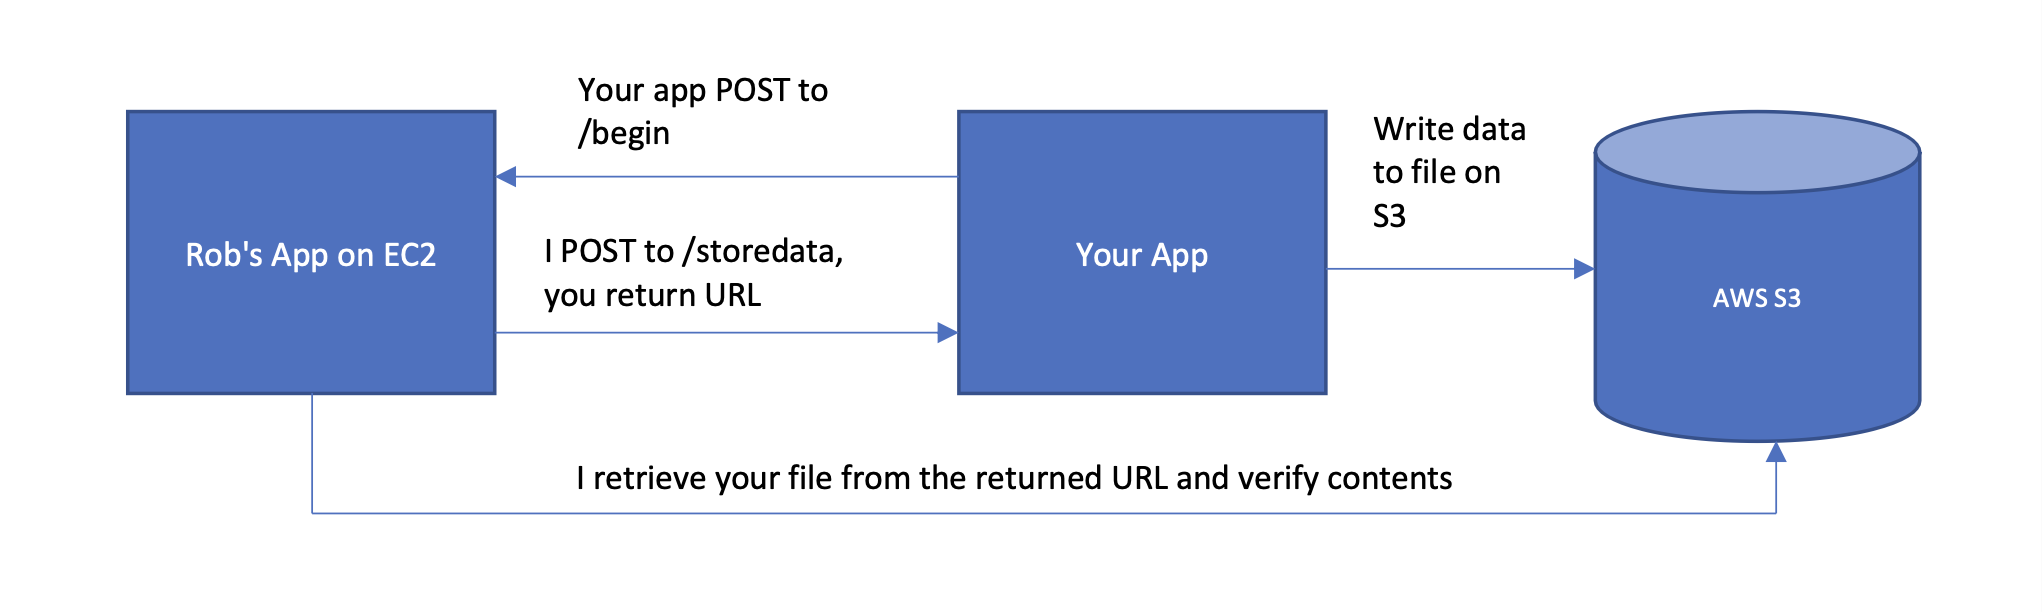 Your app POST to
/begin
Rob's App on EC2
I POST to /storedata,
you return URL
Your App
Write data
to file on
S3
AWS S3
I retrieve your file from the returned URL and verify contents